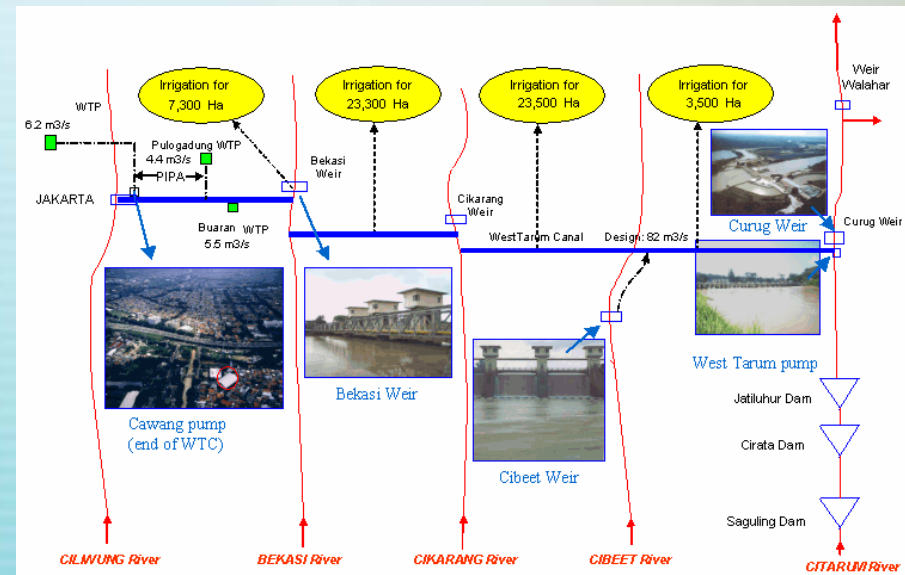 Irrigation for
7,300 Ha
Irrigation for
23,300 Ha
Irrigation for
23,500 Ha
Irrigation for
3,500 Ha
Weir
Walahar
WTP
6.2 m3/s
Pulogadung WTP
4.4 m3/s
PIPA
Bekasi
Weir
JAKARTA
Cikarang
Weir
Curug Weir
Curug Weir
Buaran WTP
5.5 m3/s
WestTarum Canal
Design: 82 m3/s
West Tarum pump
Bekasi Weir
Jatiluhur Dam
Cawang pump
(end of WTC)
Cirata Dam
Cibeet Weir
Saguling Dam
CILIWUNG River
BEKASI River
CIKARANG River
CIBEET River
CITARUM River